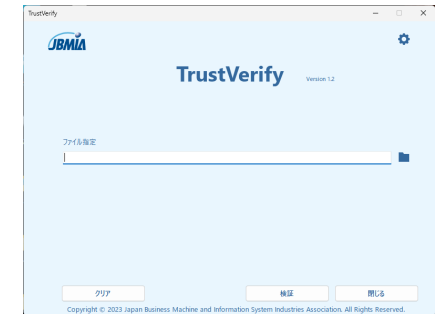 TrustVerify
JBMiA
TrustVerify Version 1.2
ファイル指定
クリア 検証 閉じる
Copyright © 2023 Japan Business Machine and Information System Industries Association. All Rights Reserved.